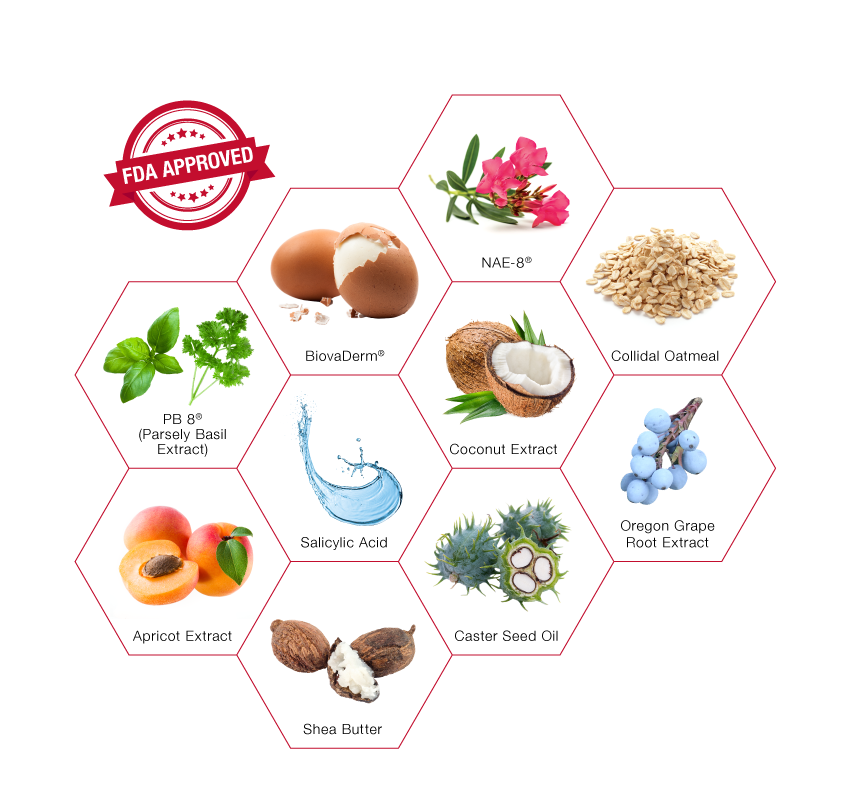 FDA APPROVED
NAE-8®
BiovaDerm®
Collidal Oatmeal
PB 8®
(Parsely Basil
Extract)
Coconut Extract
Salicylic Acid
Oregon Grape
Root Extract
Apricot Extract
Caster Seed Oil
Shea Butter